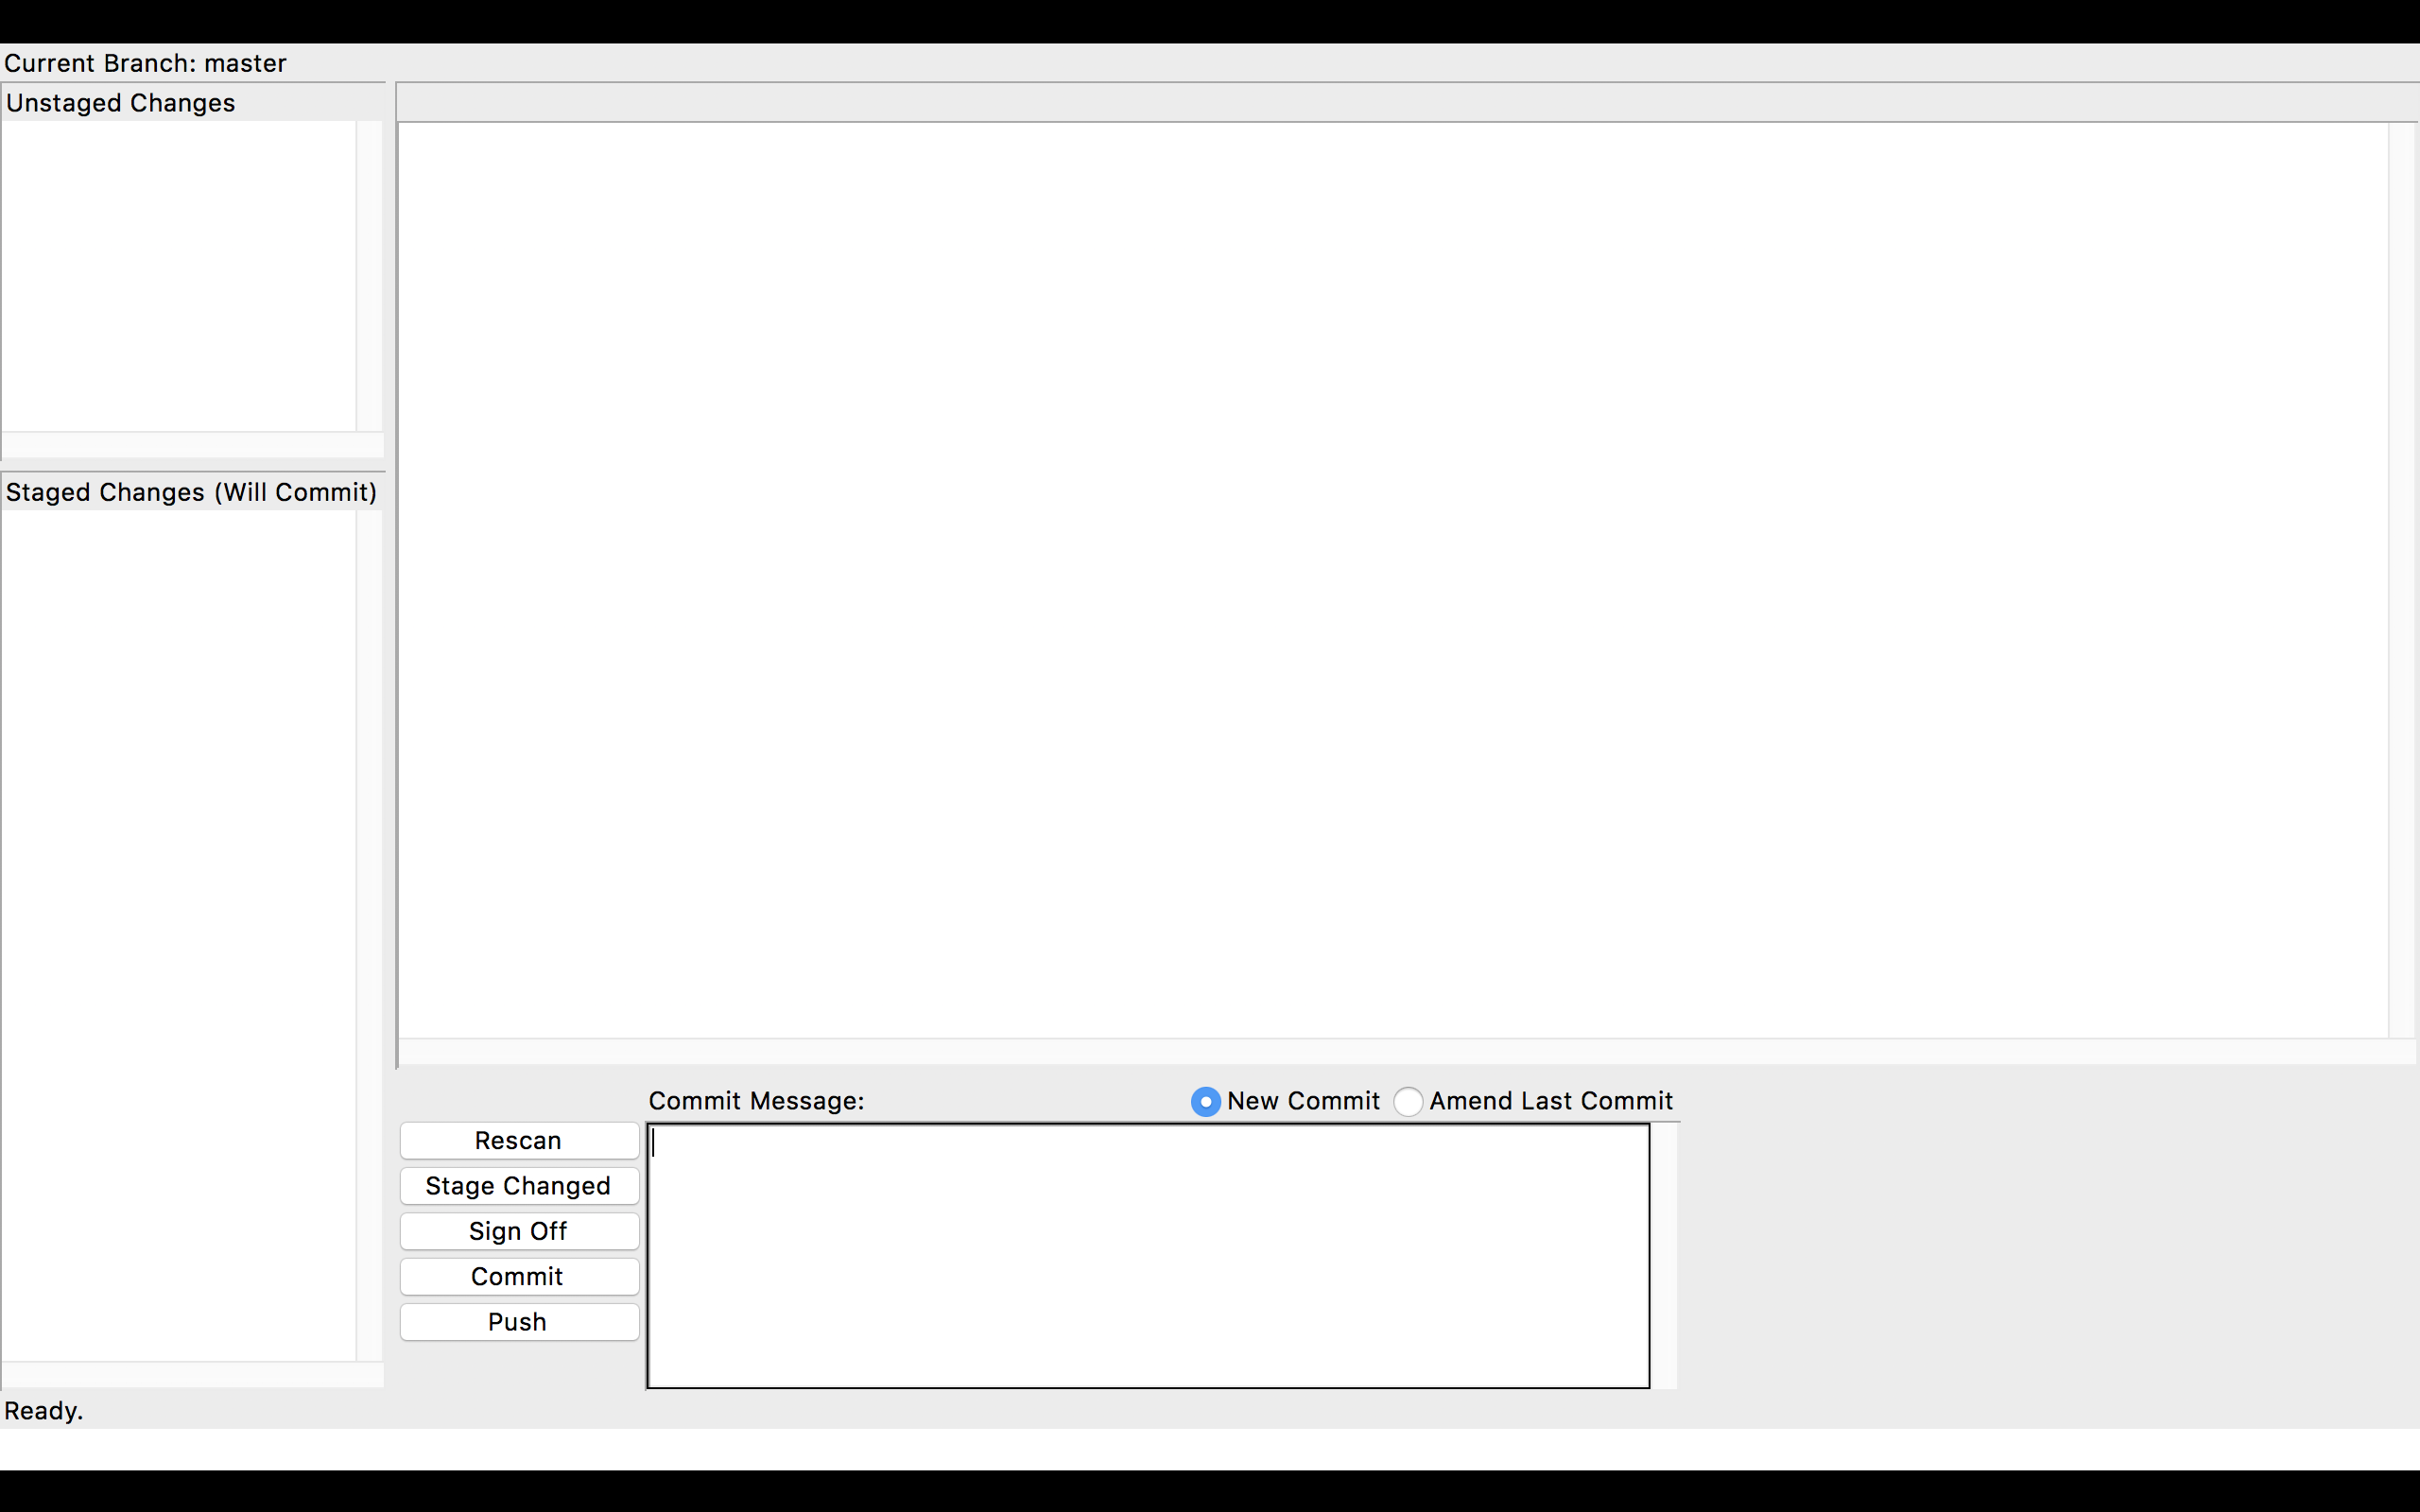 Current Branch: master
Unstaged Changes
Staged Changes (Will Commit)
Commit Message:
New Commit
Amend Last Commit
Rescan
Stage Changed
Sign Off
Commit
Push
Ready.